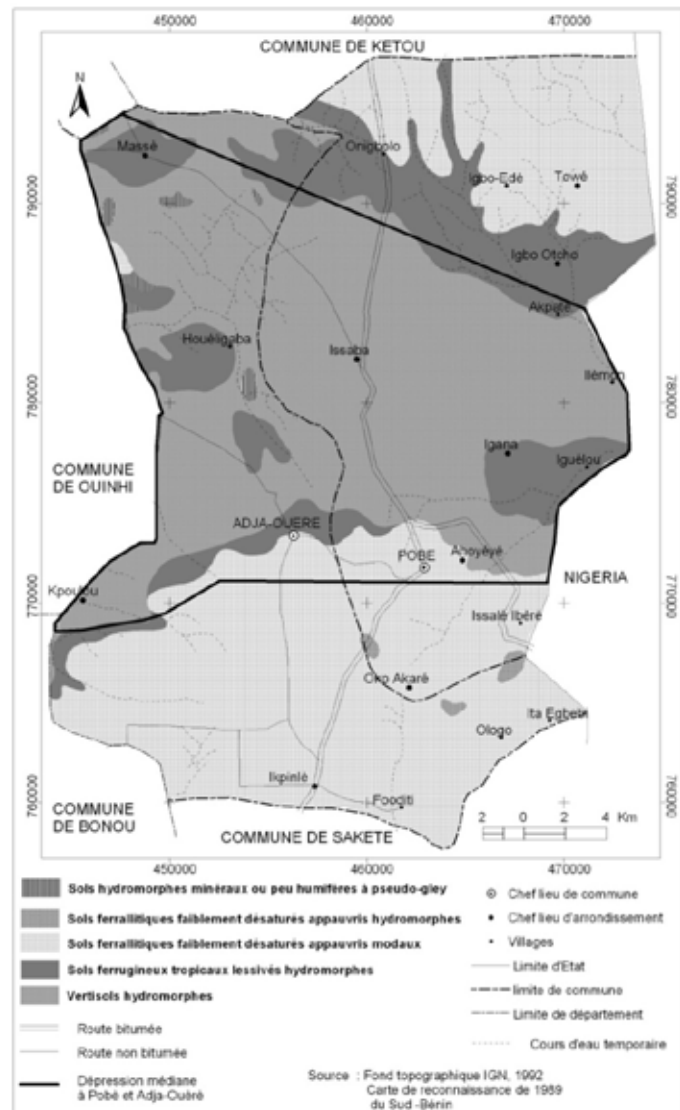 450000 460000 470000
COMMUNE DE KETOU
N
Massè
Onigbolo
Igbo-Edé
Towé
790000
790000
Igbo Otcho
Akpaté
Houéligaba
Issaba
Illémon
780000
780000
Igana
Iguélou
COMMUNE
DE OUINHI
ADJA-OUERE
POBE
Ahoyéyé
NIGERIA
Kpoulou
770000
770000
Issalé Ibéré
Oko Akaré
Ita Egbebi
Ologo
Ikpinlè
Fooditi
760000
760000
COMMUNE
DE BONOU
COMMUNE DE SAKETE
2 0 2 4 Km
450000 460000 470000
Sols hydromorphes minéraux ou peu humifères à pseudo-gley
Sols ferrallitiques faiblement désaturés appauvris hydromorphes
Sols ferrallitiques faiblement désaturés appauvris modaux
Sols ferrugineux tropicaux lessivés hydromorphes
Vertisols hydromorphes
Route bitumée
Route non bitumée
Dépression médiane
à Pobé et Adja-Ouèrè
Chef lieu de commune
Chef lieu d'arrondissement
Villages
Limite d'Etat
limite de commune
Limite de département
Cours d'eau temporaire
Source : Fond topographique IGN, 1992
Carte de reconnaissance de 1989
du Sud -Bénin